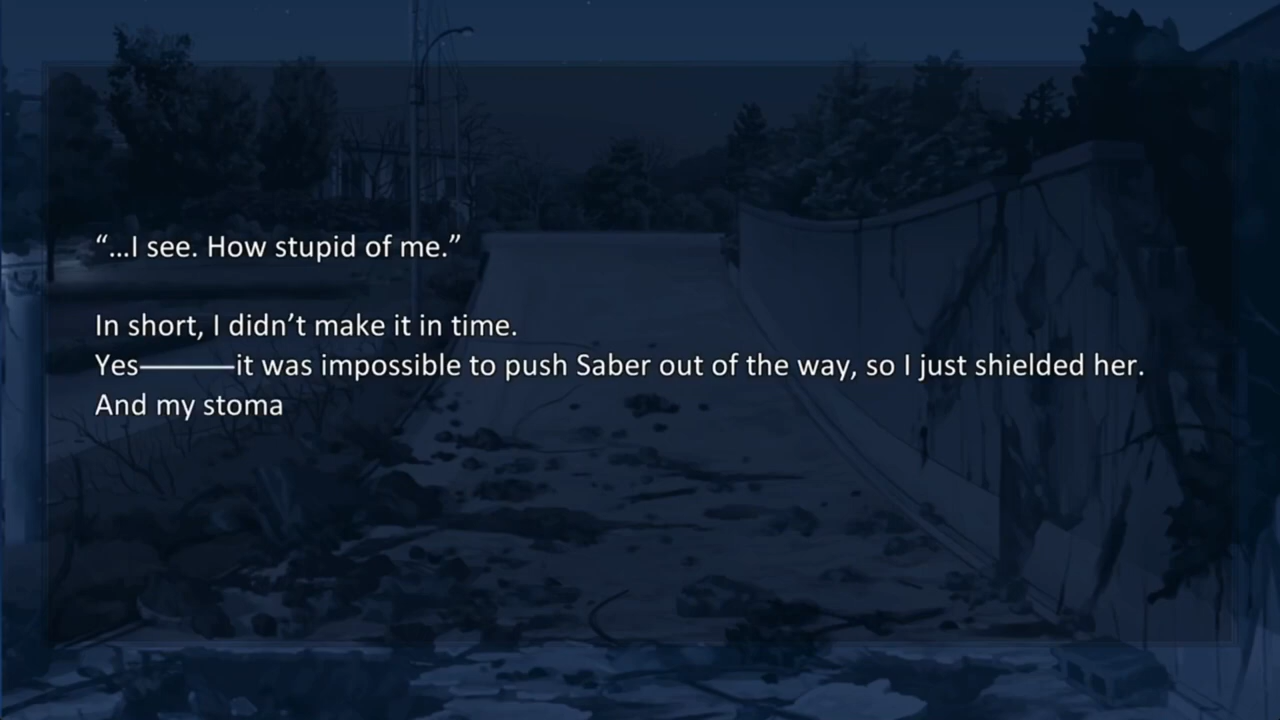 “…I see. How stupid of me.”
In short, I didn’t make it in time.
Yes———it was impossible to push Saber out of the way, so I just shielded her.
And my stoma